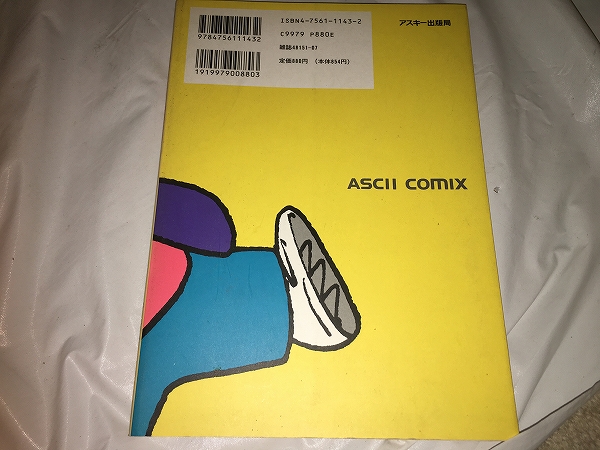 ISBN4-7561-1143-2
C9979 P880E
雑誌48151-07
定価880円 (本体854円)
9784756111432
1919979008803
アスキー出版局
ASCII COMIX